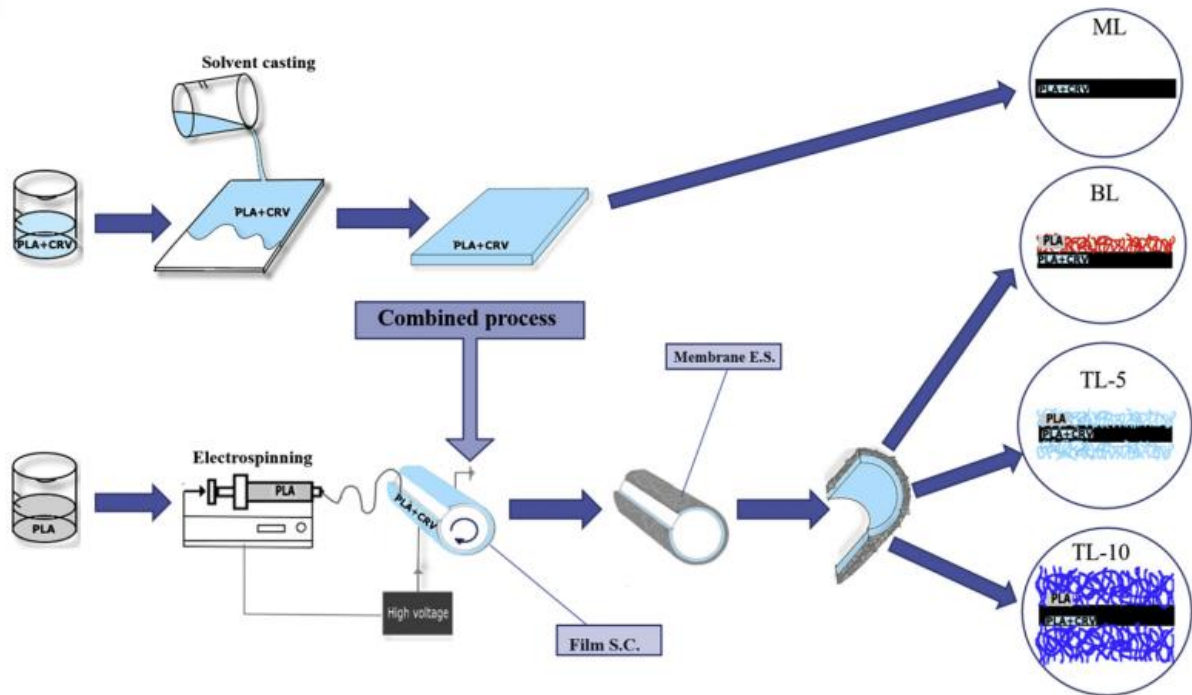 Solvent casting
PLA+CRV
PLA+CRV
PLA+CRV
ML
PLA+CRV
BL
PLA
PLA+CRV
Combined process
Membrane E.S.
TL-5
PLA
PLA+CRV
Electrospinning
PLA
PLA
PLA+CRV
High voltage
Film S.C.
TL-10
PLA
PLA+CRV